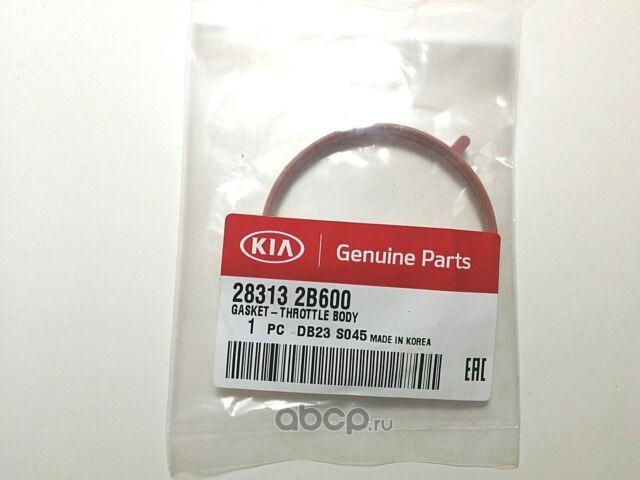 KIA Genuine Parts
28313 2B600
GASKET-THROTTLE BODY
1 PC DB23 S045 MADE IN KOREA
EAC
abcp.ru